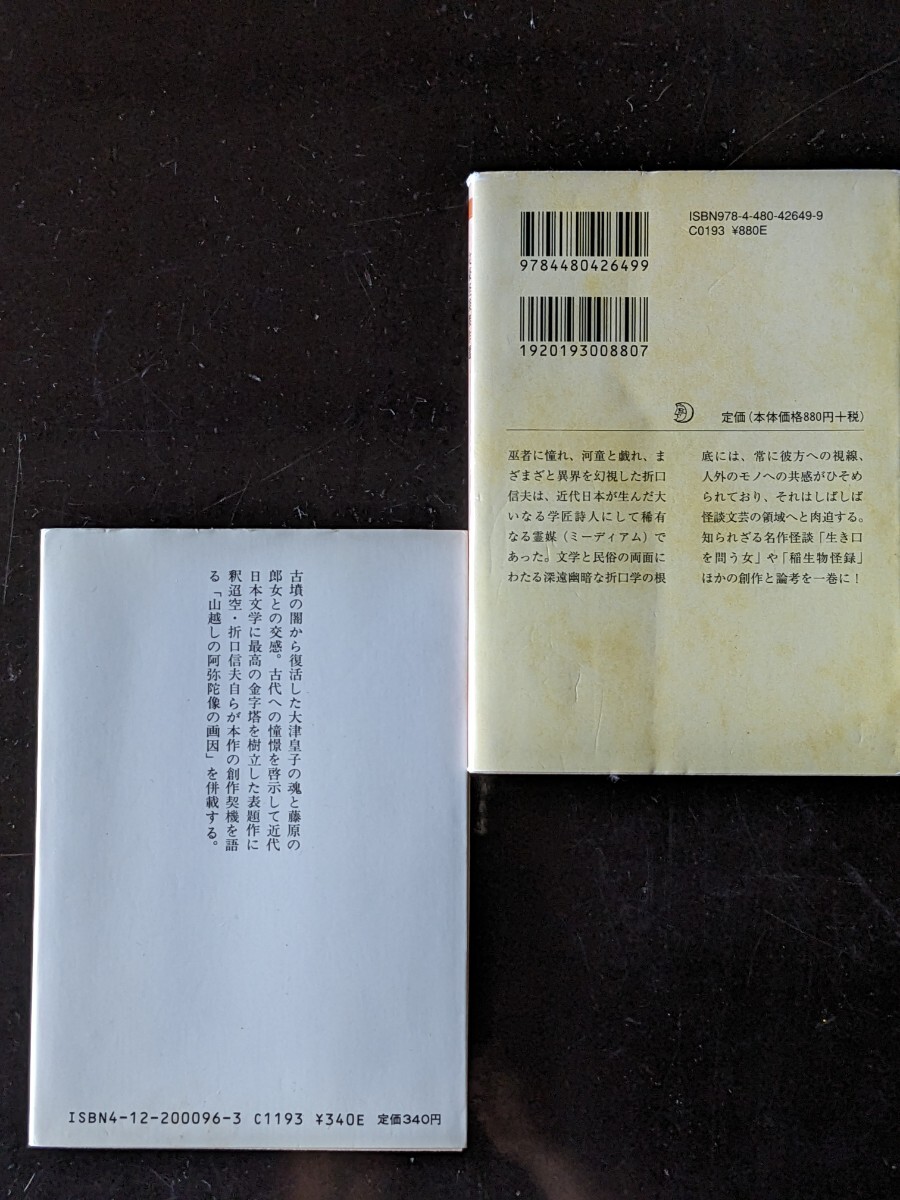 ISBN978-4-480-42649-9
C0193 ¥880E
9784480426499
1920193008807
定価(本体価格880円+税)
巫者に憧れ、河童と戯れ、ま
ざまざと異界を幻視した折口
信夫は、近代日本が生んだ大
いなる学匠詩人にして稀有
なる霊媒(ミーディアム)で
あった。文学と民俗の両面に
わたる深遠幽暗な折口学の根
底には、常に彼方への視線、
人外のモノへの共感がひそめ
られており、それはしばしば
怪談文芸の領域へと肉迫する。
知られざる名作怪談「生き口
を問う女」や「稲生物怪録」
ほかの創作と論考を一巻に!
古墳の闇から復活した大津皇子の魂と藤原の
郎女との交感。古代への憧憬を啓示して近代
日本文学に最高の金字塔を樹立した表題作に
釈迢空・折口信夫自らが本作の創作契機を語
る「山越しの阿弥陀像の画因」を併載する。
ISBN4-12-200096-3 C1193 ¥340E 定価340円